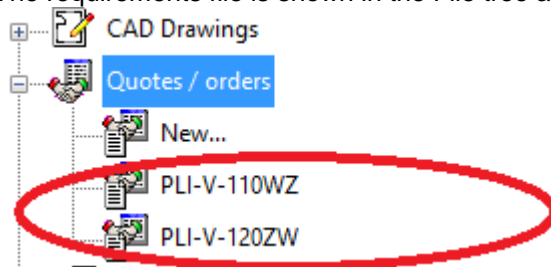 CAD Drawings
Quotes / orders
New...
PLI-V-110WZ
PLI-V-120ZW